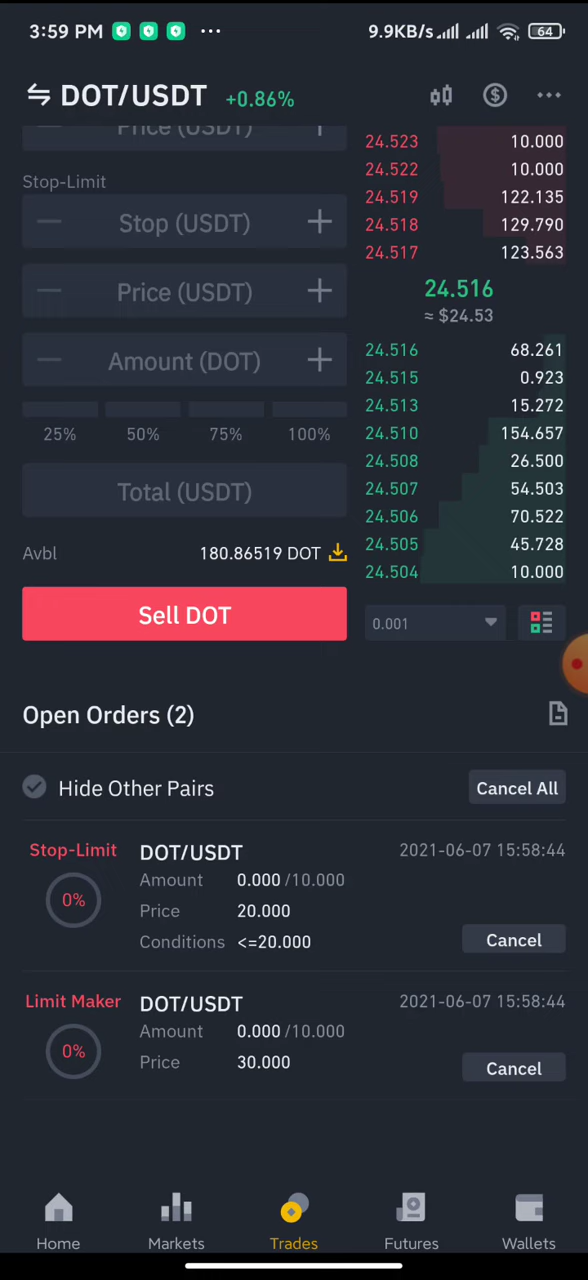 3:59 PM
9.9KB/s
64
DOT/USDT +0.86%
Price (USDT)
Stop-Limit
Stop (USDT)
Price (USDT)
Amount (DOT)
25% 50% 75% 100%
Total (USDT)
Avbl 180.86519 DOT
Sell DOT
24.523 10.000
24.522 10.000
24.519 122.135
24.518 129.790
24.517 123.563
24.516
≈ $24.53
24.516 68.261
24.515 0.923
24.513 15.272
24.510 154.657
24.508 26.500
24.507 54.503
24.506 70.522
24.505 45.728
24.504 10.000
0.001
Open Orders (2)
Hide Other Pairs
Cancel All
Stop-Limit DOT/USDT 2021-06-07 15:58:44
0%
Amount 0.000 /10.000
Price 20.000
Conditions <=20.000
Cancel
Limit Maker DOT/USDT 2021-06-07 15:58:44
0%
Amount 0.000 /10.000
Price 30.000
Cancel
Home Markets Trades Futures Wallets